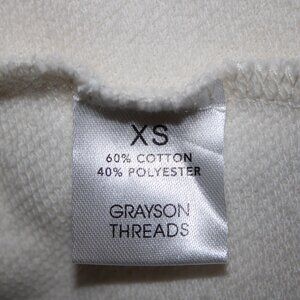 XS
60% COTTON
40% POLYESTER
GRAYSON
THREADS